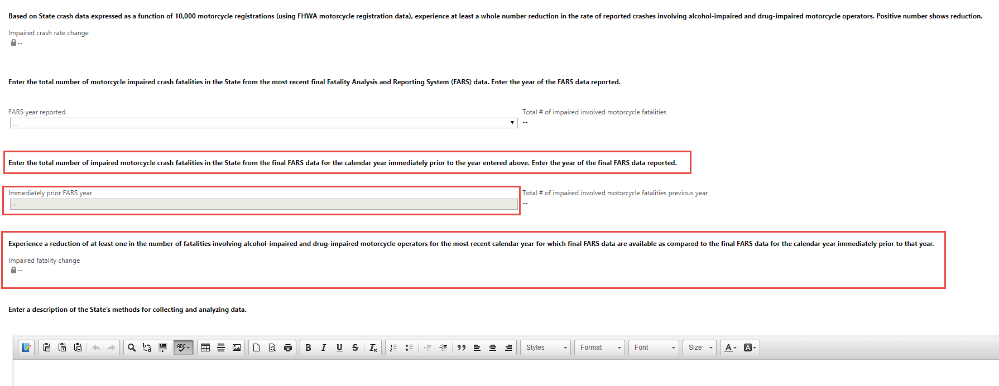 Based on State crash data expressed as a function of 10,000 motorcycle registrations (using FHWA motorcycle registration data), experience at least a whole number reduction in the rate of reported crashes involving alcohol-impaired and drug-impaired motorcycle operators. Positive number shows reduction.
Impaired crash rate change
--
Enter the total number of motorcycle impaired crash fatalities in the State from the most recent final Fatality Analysis and Reporting System (FARS) data. Enter the year of the FARS data reported.
FARS year reported
Total # of impaired involved motorcycle fatalities
...
--
Enter the total number of impaired motorcycle crash fatalities in the State from the final FARS data for the calendar year immediately prior to the year entered above. Enter the year of the final FARS data reported.
Immediately prior FARS year
Total # of impaired involved motorcycle fatalities previous year
--
--
Experience a reduction of at least one in the number of fatalities involving alcohol-impaired and drug-impaired motorcycle operators for the most recent calendar year for which final FARS data are available as compared to the final FARS data for the calendar year immediately prior to that year.
Impaired fatality change
--
Enter a description of the State's methods for collecting and analyzing data.
ABC B I U S Tx Styles Format Font Size A A